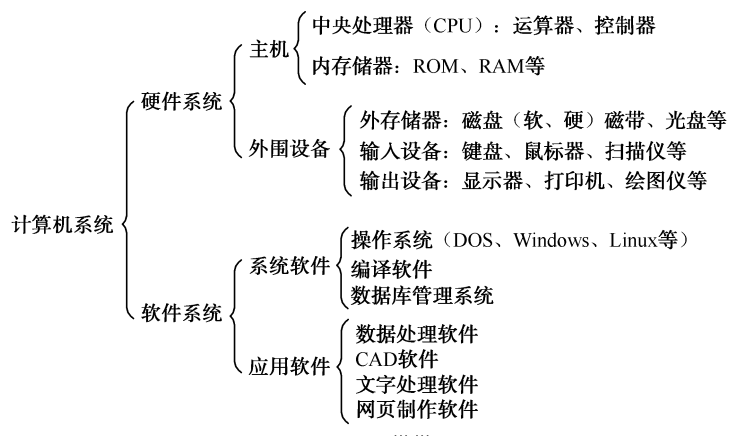 中央处理器（CPU）：运算器、控制器
主机
内存储器：ROM、RAM等
硬件系统
外存储器：磁盘（软、硬）磁带、光盘等
外围设备
输入设备：键盘、鼠标器、扫描仪等
输出设备：显示器、打印机、绘图仪等
计算机系统
操作系统（DOS、Windows、Linux等）
系统软件
编译软件
数据库管理系统
软件系统
数据处理软件
CAD软件
应用软件
文字处理软件
网页制作软件